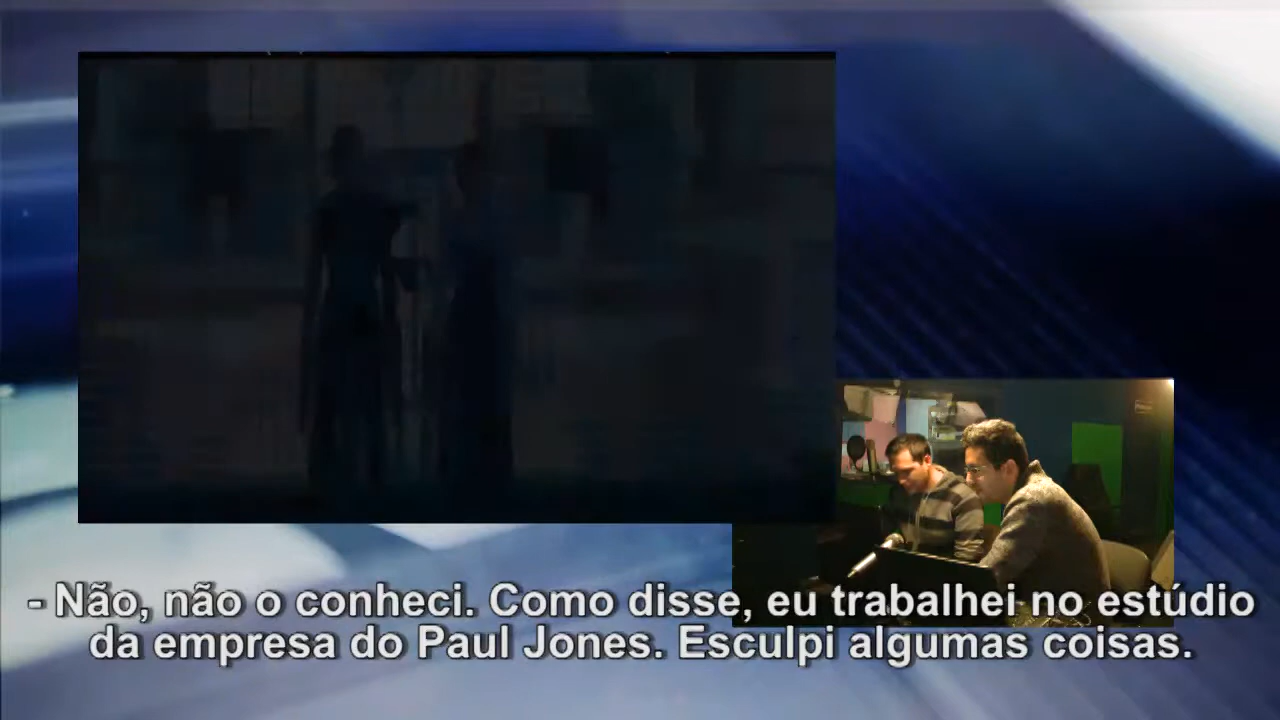 - Não, não o conheci. Como disse, eu trabalhei no estúdio
da empresa do Paul Jones. Esculpi algumas coisas.